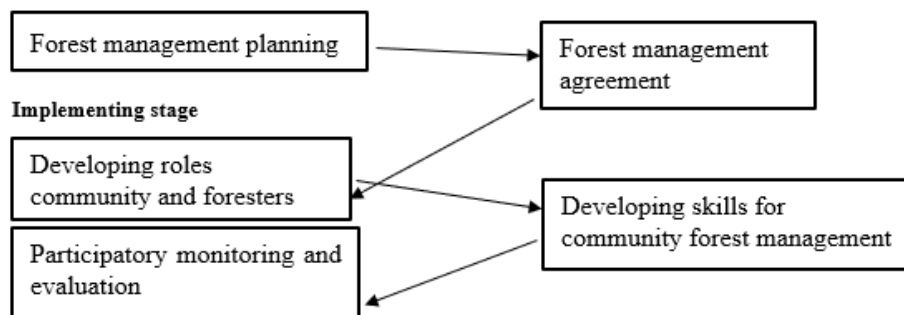 Forest management planning
Forest management
agreement
Implementing stage
Developing roles
community and foresters
Developing skills for
community forest management
Participatory monitoring and
evaluation